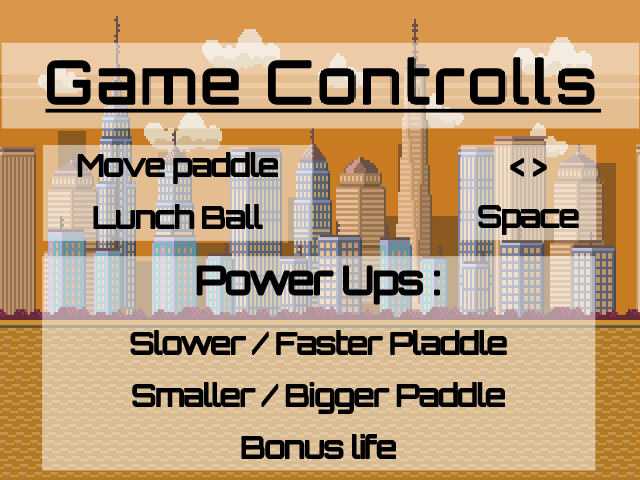 Game Controlls
Move paddle < >
Lunch Ball Space
Power Ups :
Slower / Faster Pladdle
Smaller / Bigger Paddle
Bonus life